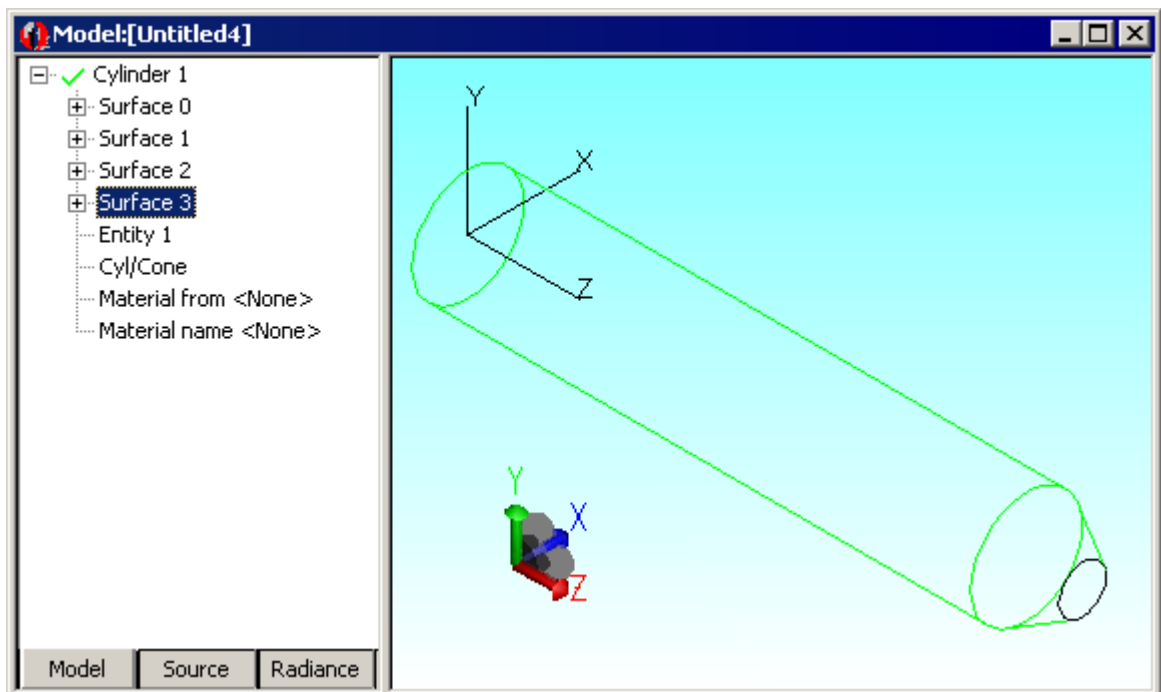 Model:[Untitled4]
Cylinder 1
Surface 0
Surface 1
Surface 2
Surface 3
Entity 1
Cyl/Cone
Material from <None>
Material name <None>
Model Source Radiance
Y
X
Z
Y
X
Z